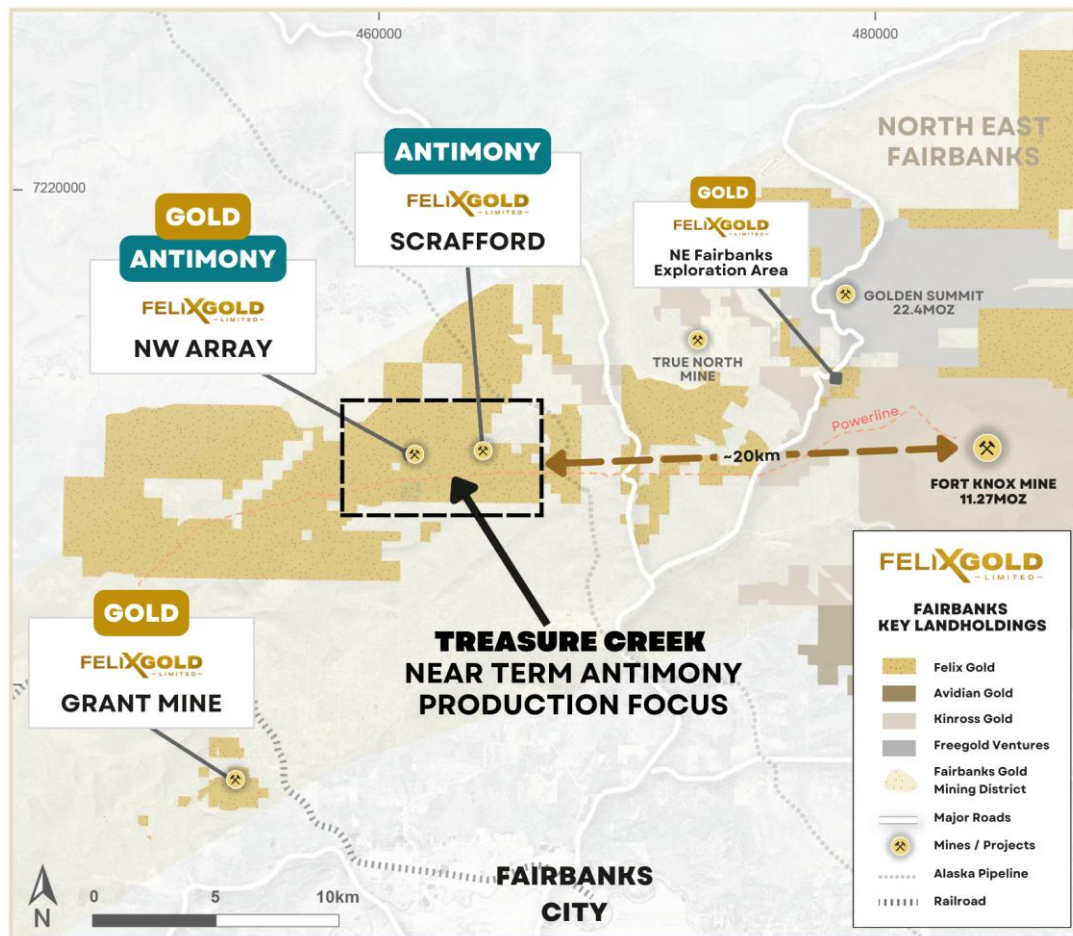 460000
480000
NORTH EAST
FAIRBANKS
7220000
ANTIMONY
FELIXGOLD
LIMITED
SCRAFFORD
GOLD
ANTIMONY
FELIXGOLD
LIMITED
NW ARRAY
GOLD
FELIXGOLD
LIMITED
NE Fairbanks
Exploration Area
GOLDEN SUMMIT
22.4MOZ
TRUE NORTH
MINE
Powerline
~20km
FORT KNOX MINE
11.27MOZ
GOLD
FELIXGOLD
LIMITED
GRANT MINE
TREASURE CREEK
NEAR TERM ANTIMONY
PRODUCTION FOCUS
FELIXGOLD
LIMITED
FAIRBANKS
KEY LANDHOLDINGS
Felix Gold
Avidian Gold
Kinross Gold
Freegold Ventures
Fairbanks Gold
Mining District
Major Roads
Mines / Projects
Alaska Pipeline
Railroad
FAIRBANKS
CITY
N
0 5 10km